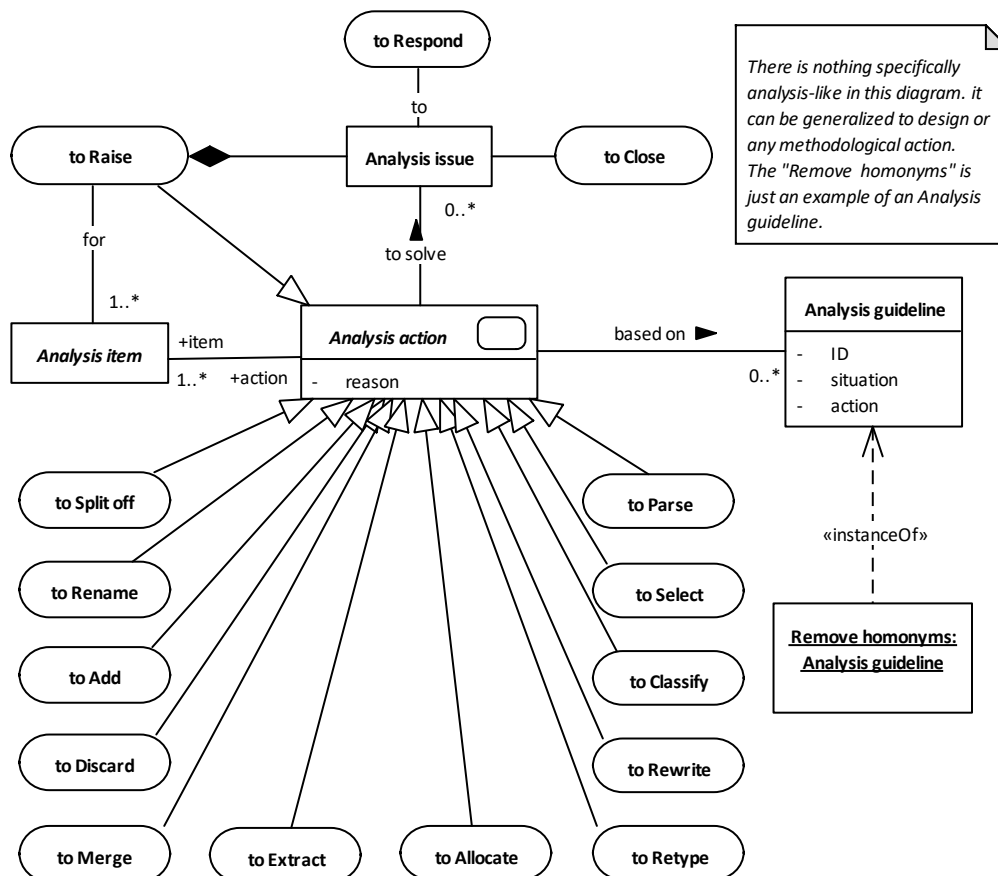 to Respond
There is nothing specifically
analysis-like in this diagram. it
can be generalized to design or
any methodological action.
The "Remove homonyms" is
just an example of an Analysis
guideline.
to
to Raise
Analysis issue
to Close
0..*
for
to solve
1..*
Analysis item
+item
1..*
+action
Analysis action
- reason
based on
0..*
Analysis guideline
- ID
- situation
- action
to Split off
to Parse
«instanceOf»
to Rename
to Select
Remove homonyms:
Analysis guideline
to Add
to Classify
to Discard
to Rewrite
to Merge
to Extract
to Allocate
to Retype